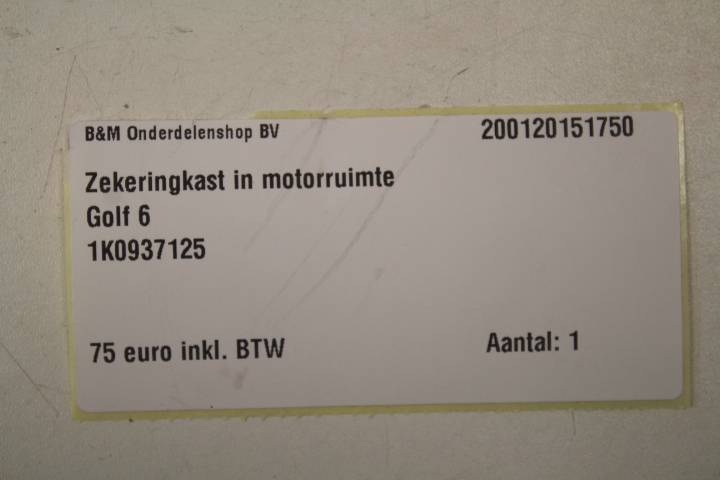 B&M Onderdelenshop BV 200120151750
Zekeringkast in motorruimte
Golf 6
1K0937125
75 euro inkl. BTW Aantal: 1